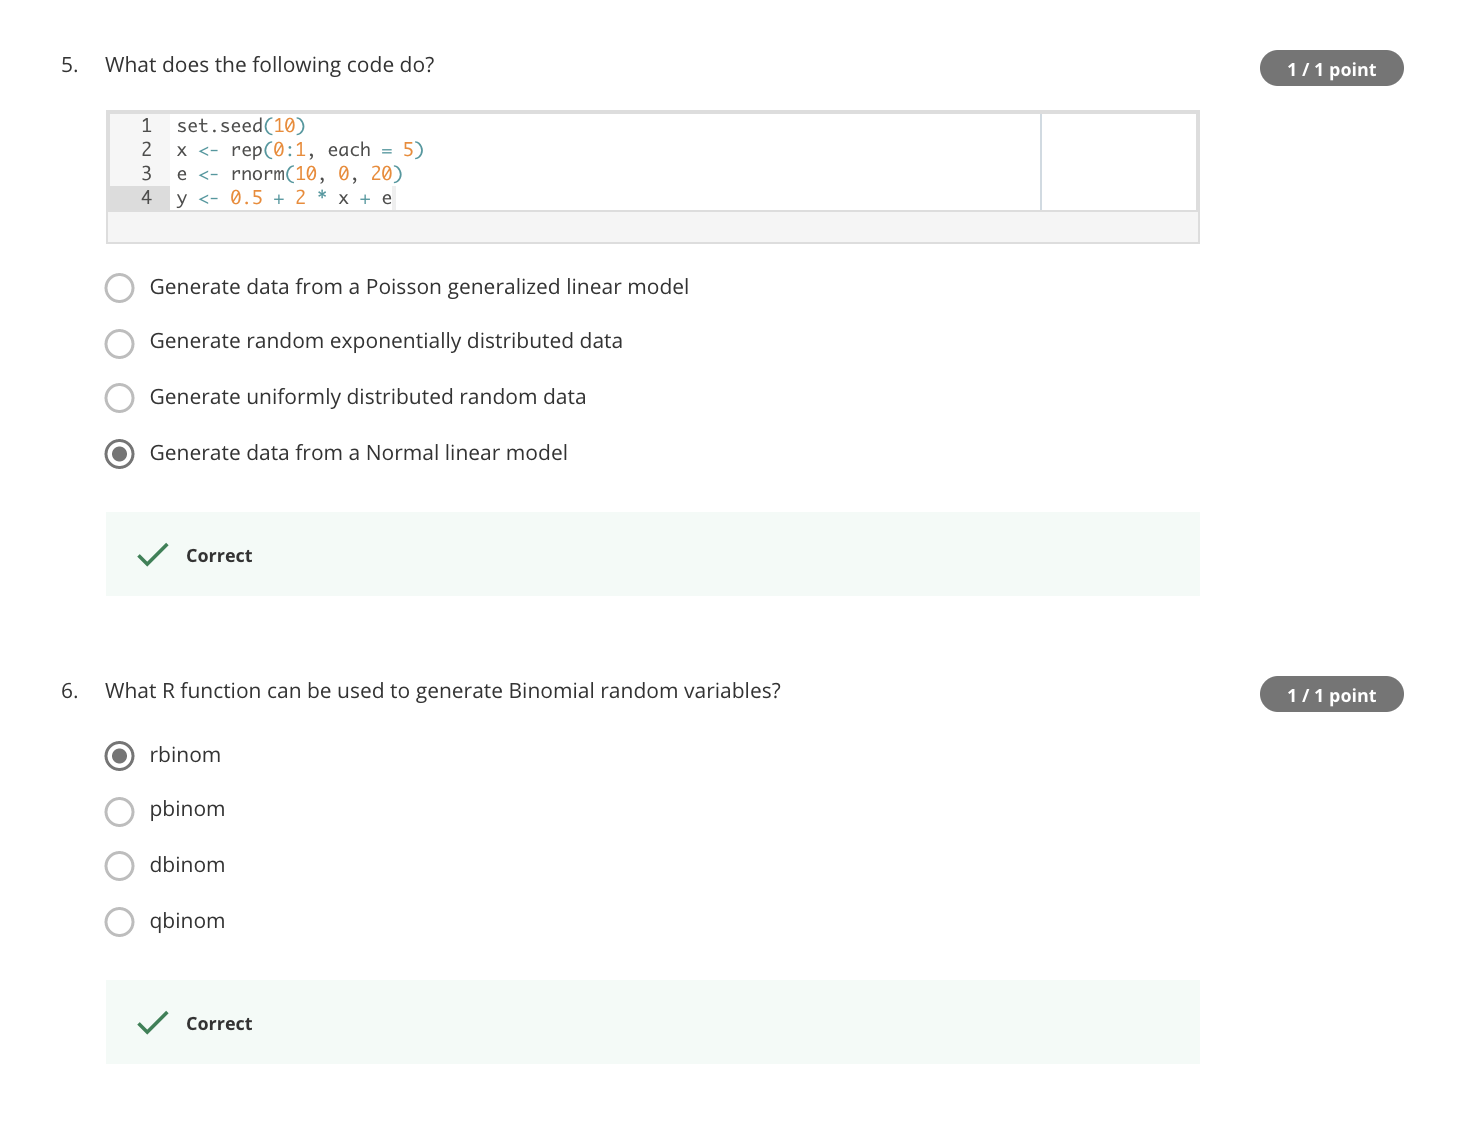 5. What does the following code do?
1 / 1 point
1 set.seed(10)
2 x <- rep(0:1, each = 5)
3 e <- rnorm(10, 0, 20)
4 y <- 0.5 + 2 * x + e
Generate data from a Poisson generalized linear model
Generate random exponentially distributed data
Generate uniformly distributed random data
Generate data from a Normal linear model
Correct
6. What R function can be used to generate Binomial random variables?
1 / 1 point
rbinom
pbinom
dbinom
qbinom
Correct